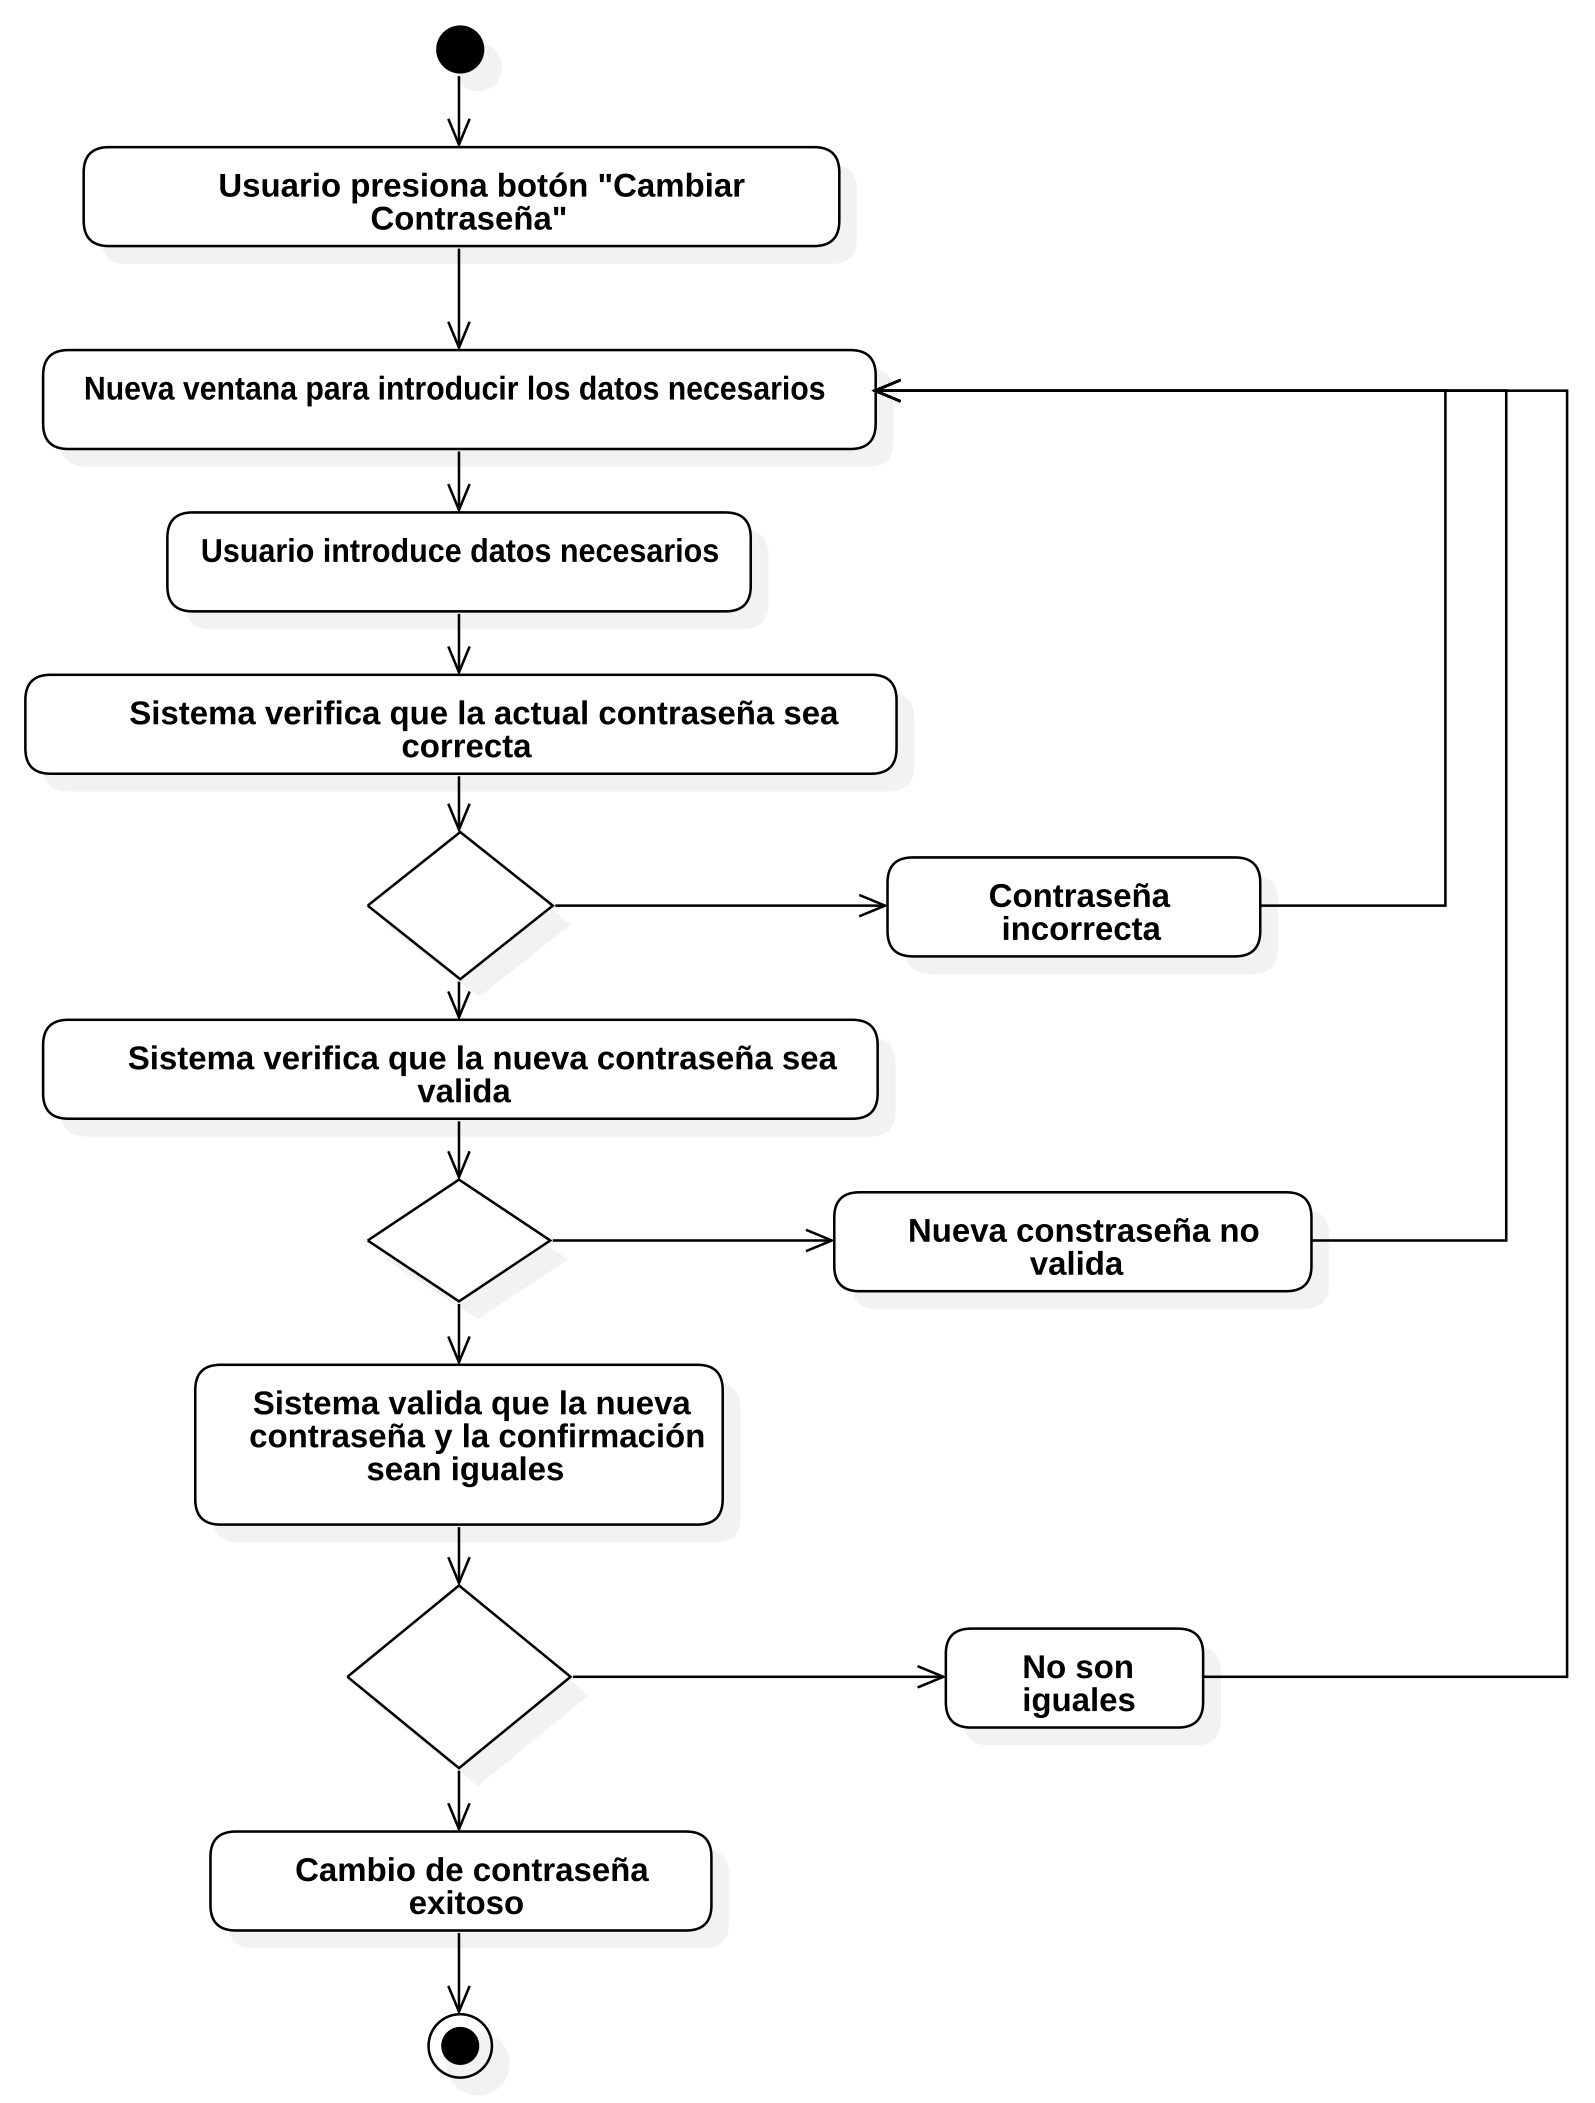 Usuario presiona botón "Cambiar
Contraseña"
Nueva ventana para introducir los datos necesarios
Usuario introduce datos necesarios
Sistema verifica que la actual contraseña sea
correcta
Contraseña
incorrecta
Sistema verifica que la nueva contraseña sea
valida
Nueva constraseña no
valida
Sistema valida que la nueva
contraseña y la confirmación
sean iguales
No son
iguales
Cambio de contraseña
exitoso